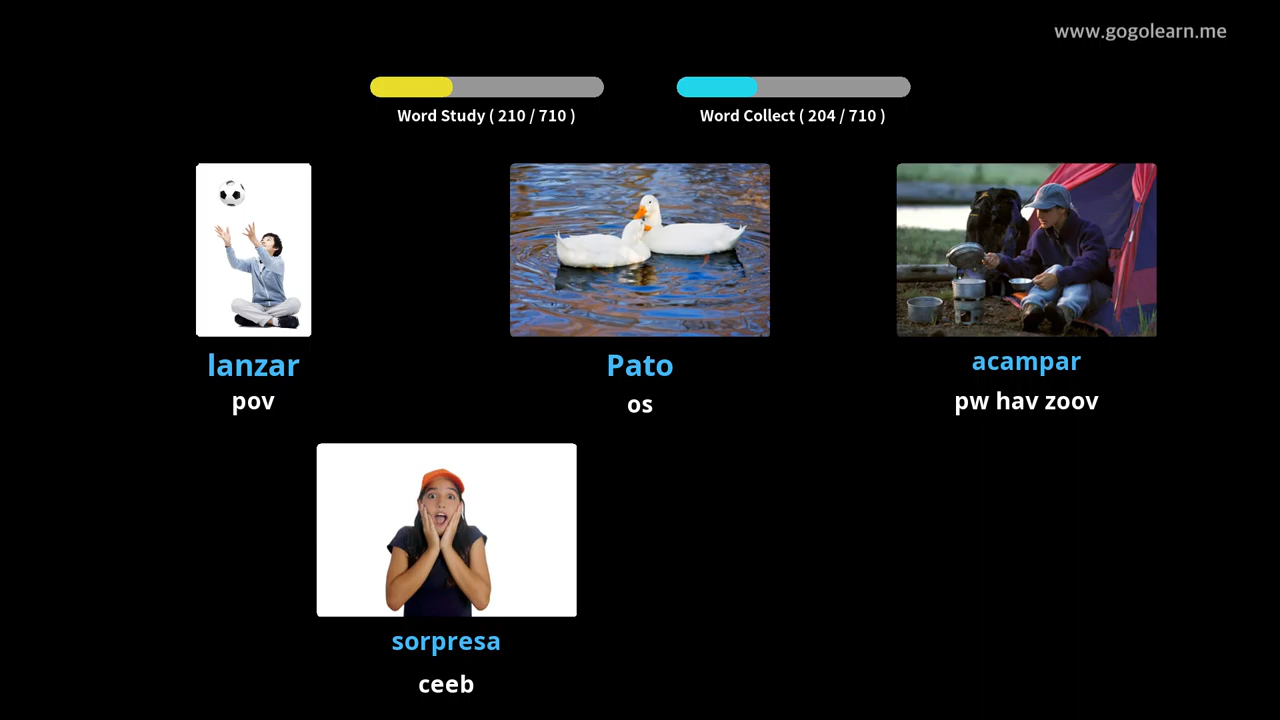 www.gogolearn.me
Word Study ( 210 / 710 )
Word Collect ( 204 / 710 )
lanzar
pov
Pato
os
acampar
pw hav zoov
sorpresa
ceeb